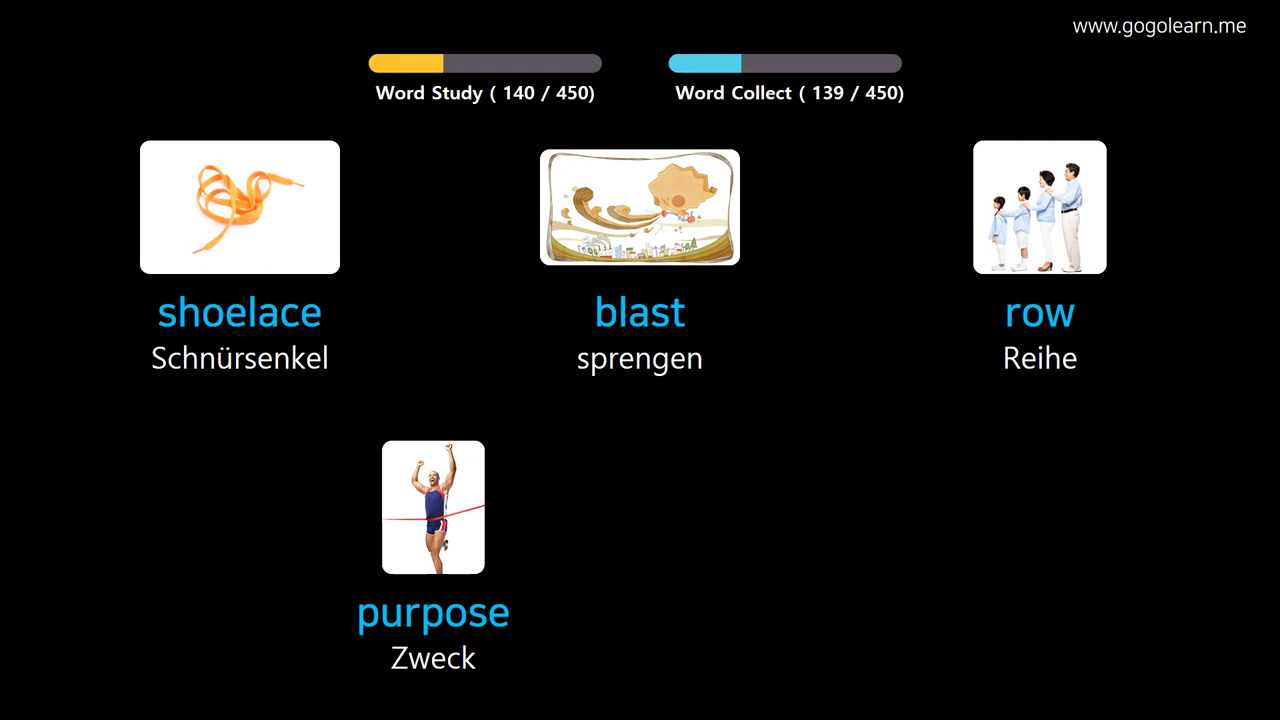 www.gogolearn.me
Word Study ( 140 / 450)
Word Collect ( 139 / 450)
shoelace
Schnürsenkel
blast
sprengen
row
Reihe
purpose
Zweck